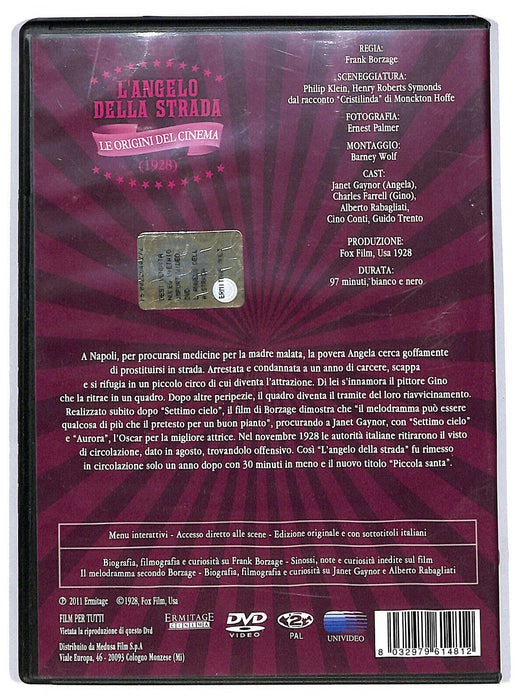 L'ANGELO
DELLA STRADA
LE ORIGINI DEL CINEMA
(1928)
REGIA:
Frank Borzage
SCENEGGIATURA:
Philip Klein, Henry Roberts Symonds
dal racconto "Cristilinda" di Monckton Hoffe
FOTOGRAFIA:
Ernest Palmer
MONTAGGIO:
Barney Wolf
CAST:
Janet Gaynor (Angela),
Charles Farrell (Gino),
Alberto Rabagliati,
Cino Conti, Guido Trento
PRODUZIONE:
Fox Film, Usa 1928
DURATA:
97 minuti, bianco e nero
A Napoli, per procurarsi medicine per la madre malata, la povera Angela cerca goffamente
di prostituirsi in strada. Arrestata e condannata a un anno di carcere, scappa
e si rifugia in un piccolo circo di cui diventa l'attrazione. Di lei s'innamora il pittore Gino
che la ritrae in un quadro. Dopo altre peripezie, il quadro diventa il tramite del loro riavvicinamento.
Realizzato subito dopo "Settimo cielo", il film di Borzage dimostra che "il melodramma può essere
qualcosa di più che il pretesto per un buon pianto", procurando a Janet Gaynor, con "Settimo cielo"
e "Aurora", l'Oscar per la migliore attrice. Nel novembre 1928 le autorità italiane ritirarono il visto
di circolazione, dato in agosto, trovandolo offensivo. Così "L'angelo della strada" fu rimesso
in circolazione solo un anno dopo con 30 minuti in meno e il nuovo titolo "Piccola santa".
Menu interattivi - Accesso diretto alle scene - Edizione originale e con sottotitoli italiani
Biografia, filmografia e curiosità su Frank Borzage - Sinossi, note e curiosità inedite sul film
Il melodramma secondo Borzage - Biografia, filmografia e curiosità su Janet Gaynor e Alberto Rabagliati
℗ 2011 Ermitage ©1928, Fox Film, Usa
FILM PER TUTTI
Vietata la riproduzione di questo Dvd
Distribuito da Medusa Film S.p.A
Viale Europa, 46 - 20093 Cologno Monzese (Mi)
ERMITAGE
CINEMA
DVD
VIDEO
2
PAL
UNIVIDEO
8 032979 614812